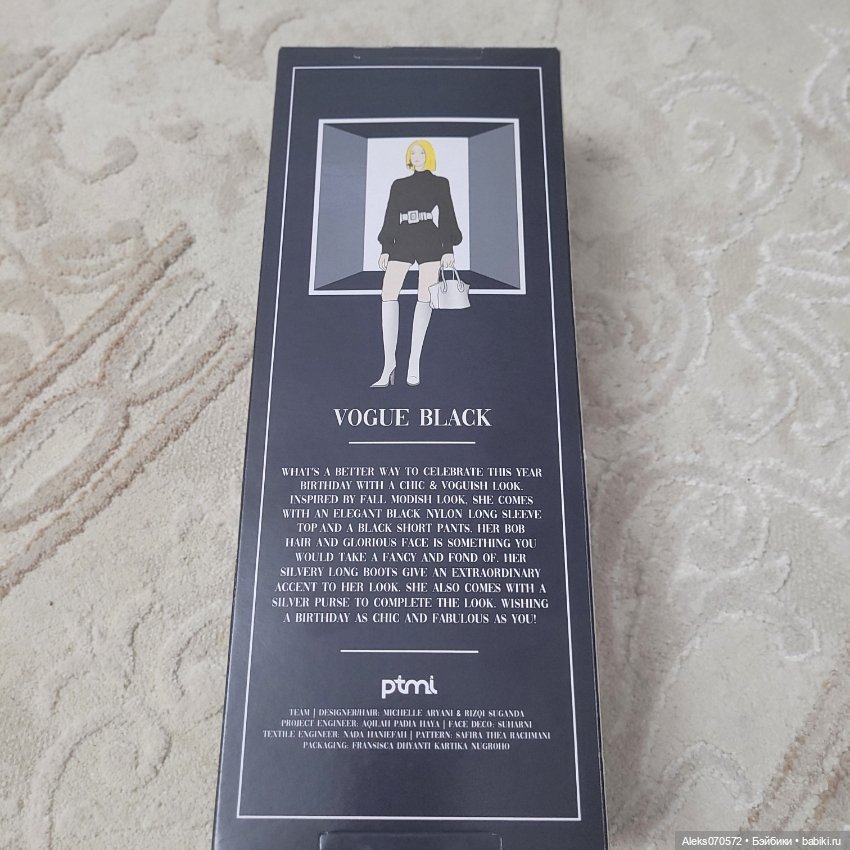 VOGUE BLACK
WHAT'S A BETTER WAY TO CELEBRATE THIS YEAR
BIRTHDAY WITH A CHIC & VOGUISH LOOK.
INSPIRED BY FALL MODISH LOOK, SHE COMES
WITH AN ELEGANT BLACK NYLON LONG SLEEVE
TOP AND A BLACK SHORT PANTS. HER BOB
HAIR AND GLORIOUS FACE IS SOMETHING YOU
WOULD TAKE A FANCY AND FOND OF. HER
SILVERY LONG BOOTS GIVE AN EXTRAORDINARY
ACCENT TO HER LOOK. SHE ALSO COMES WITH A
SILVER PURSE TO COMPLETE THE LOOK. WISHING
A BIRTHDAY AS CHIC AND FABULOUS AS YOU!
ptmi
TEAM | DESIGNER/HAIR: MICHELLE ARYANI & RIZQI SUGANDA
PROJECT ENGINEER: AQILAH PADIA HAYA | FACE DECO: SUHARNI
TEXTILE ENGINEER: NADA HANIEFAH | PATTERN: SAFIRA THEA RACHMANI
PACKAGING: FRANSISCA DHYANTI KARTIKA NUGROHO
Aleks070572 • Бэйбики • babiki.ru